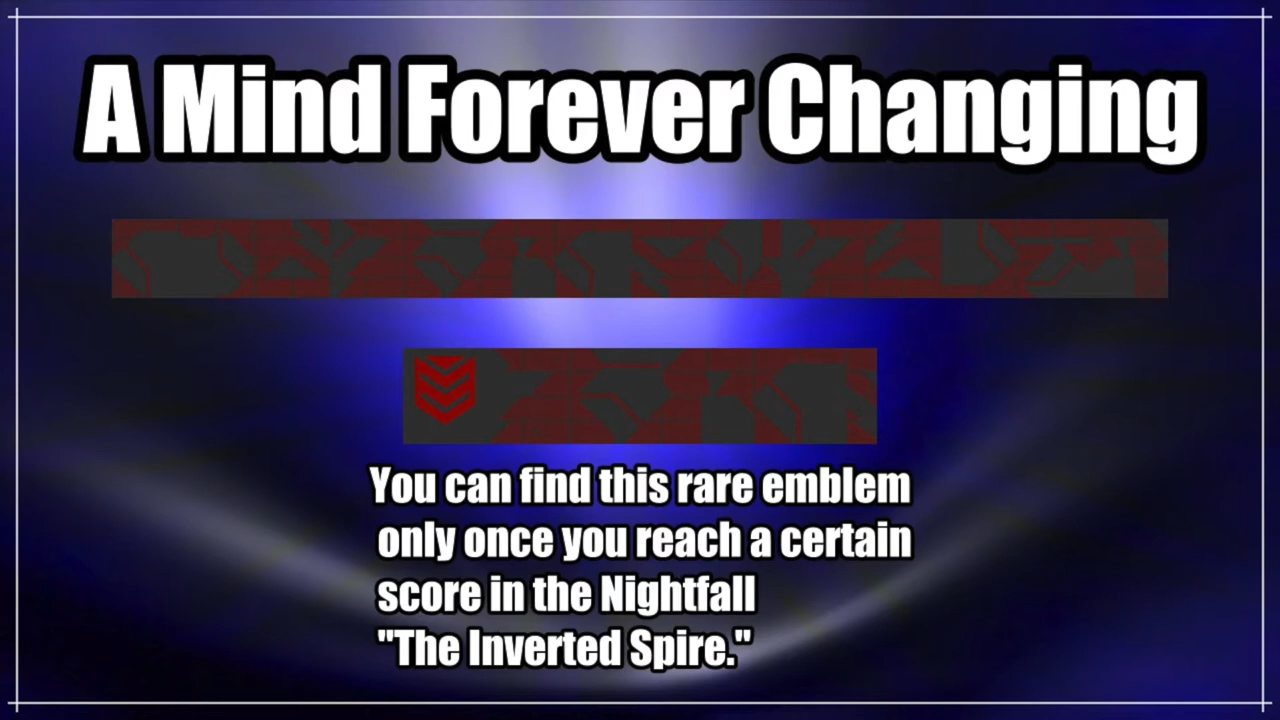 A Mind Forever Changing
You can find this rare emblem
only once you reach a certain
score in the Nightfall
"The Inverted Spire."